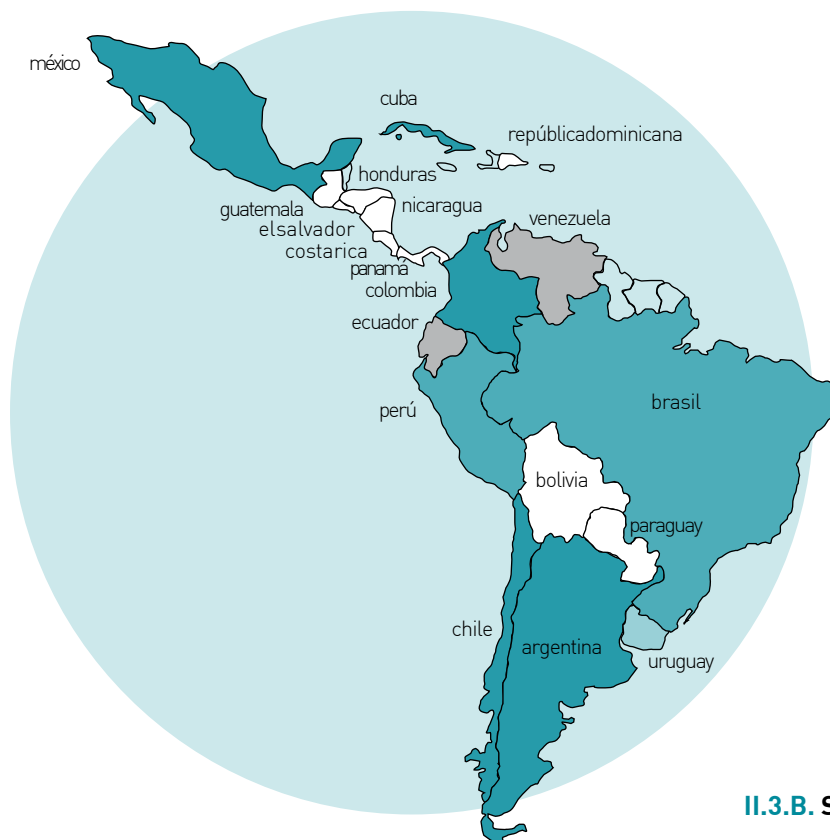 méxico
cuba
repúblicadominicana
honduras
guatemala
nicaragua
elsalvador
venezuela
costarica
panamá
colombia
ecuador
brasil
perú
bolivia
paraguay
chile
argentina
uruguay
II.3.B. S